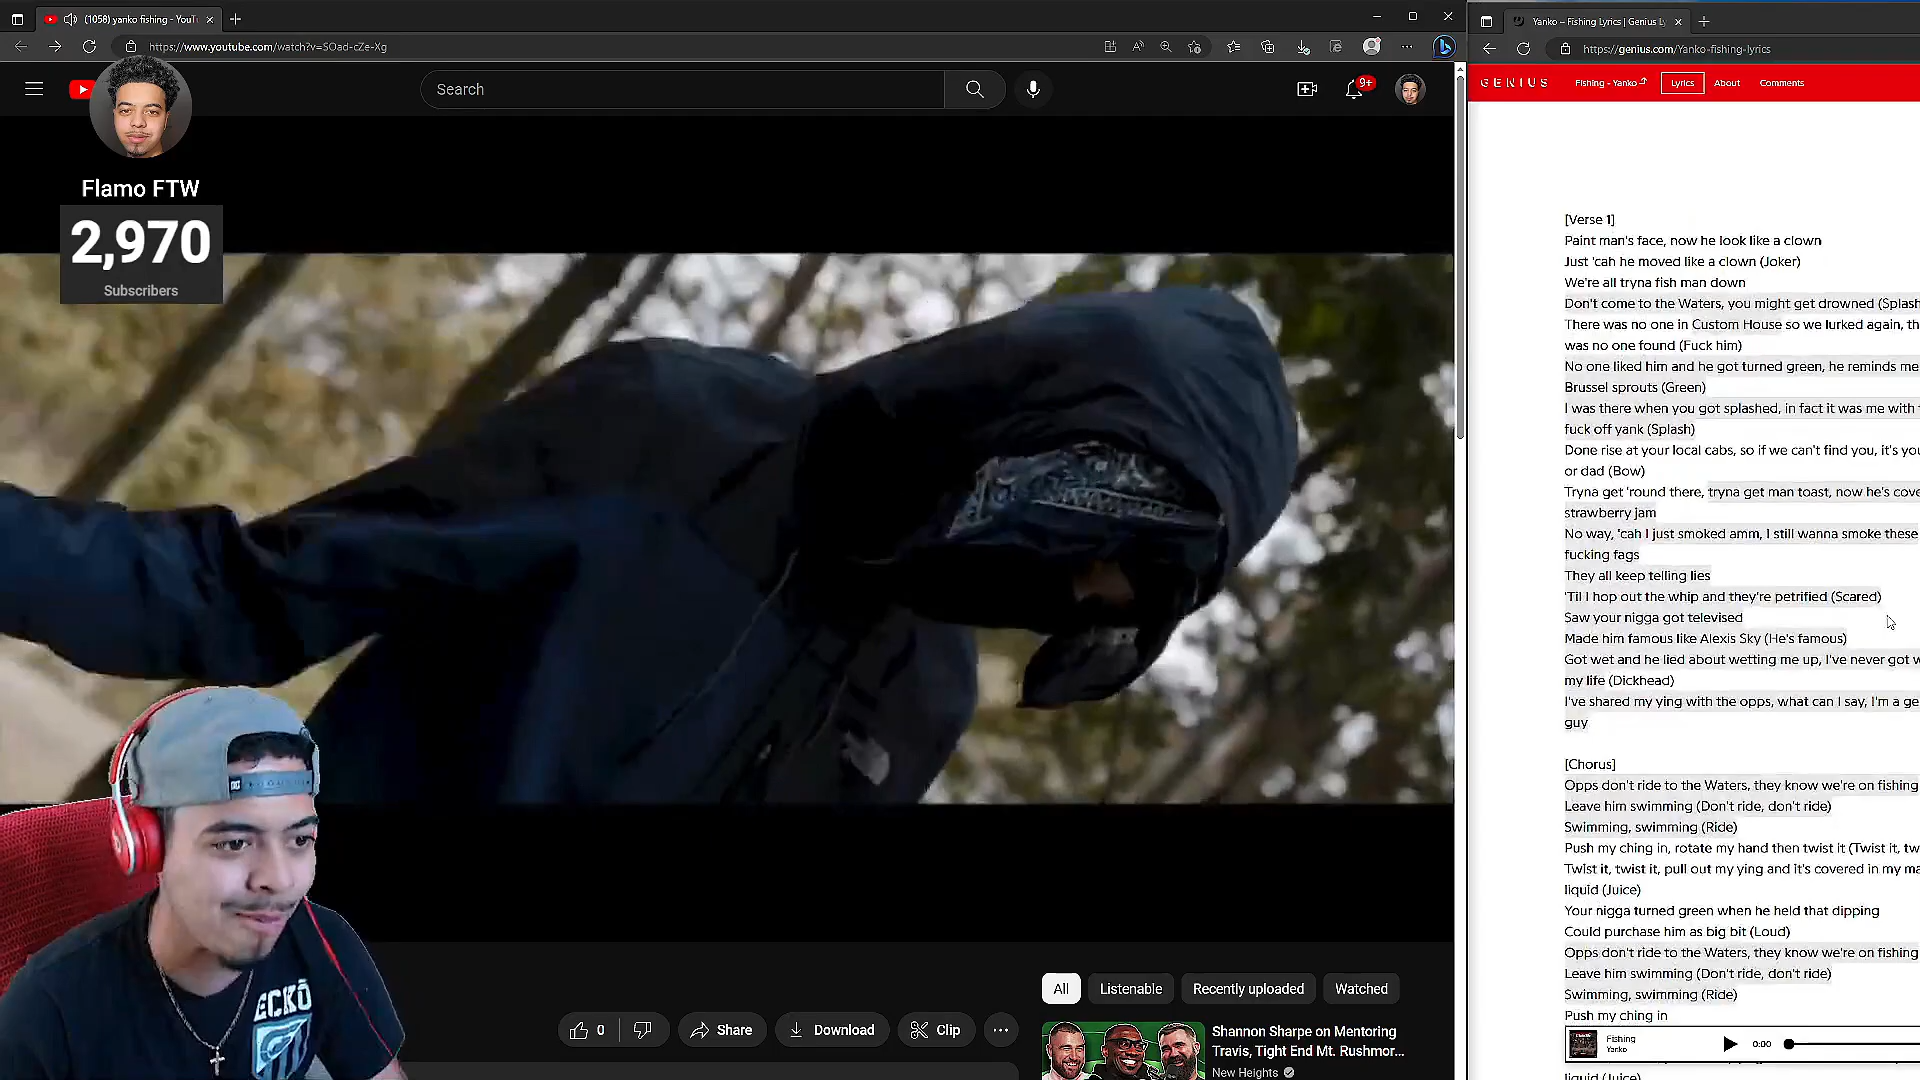 (1058) yanko fishing - YouT
https://www.youtube.com/watch?v=SOad-cZe-Xg
Search
9+
Flamo FTW
2,970
Subscribers
ECKŌ
All
Listenable
Recently uploaded
Watched
0
Share
Download
Clip
Shannon Sharpe on Mentoring
Travis, Tight End Mt. Rushmor...
New Heights
Yanko – Fishing Lyrics | Genius Ly
https://genius.com/Yanko-fishing-lyrics
GENIUS
Fishing - Yanko
Lyrics
About
Comments
[Verse 1]
Paint man's face, now he look like a clown
Just 'cah he moved like a clown (Joker)
We're all tryna fish man down
Don't come to the Waters, you might get drowned (Splash
There was no one in Custom House so we lurked again, th
was no one found (Fuck him)
No one liked him and he got turned green, he reminds me
Brussel sprouts (Green)
I was there when you got splashed, in fact it was me with
fuck off yank (Splash)
Done rise at your local cabs, so if we can't find you, it's you
or dad (Bow)
Tryna get 'round there, tryna get man toast, now he's cove
strawberry jam
No way, 'cah I just smoked amm, I still wanna smoke these
fucking fags
They all keep telling lies
'Til I hop out the whip and they're petrified (Scared)
Saw your nigga got televised
Made him famous like Alexis Sky (He's famous)
Got wet and he lied about wetting me up, I've never got w
my life (Dickhead)
I've shared my ying with the opps, what can I say, I'm a ge
guy
[Chorus]
Opps don't ride to the Waters, they know we're on fishing
Leave him swimming (Don't ride, don't ride)
Swimming, swimming (Ride)
Push my ching in, rotate my hand then twist it (Twist it, tw
Twist it, twist it, pull out my ying and it's covered in my ma
liquid (Juice)
Your nigga turned green when he held that dipping
Could purchase him as big bit (Loud)
Opps don't ride to the Waters, they know we're on fishing
Leave him swimming (Don't ride, don't ride)
Swimming, swimming (Ride)
Push my ching in
Fishing
Yanko
0:00
liquid (Juice)